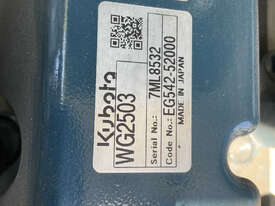 Kubota
WG2503
Serial No.: 7ML8532
Code No.: EG542-52000
MADE IN JAPAN